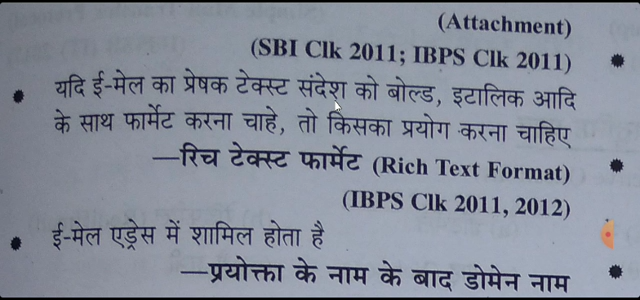 (Attachment)
(SBI Clk 2011; IBPS Clk 2011)
यदि ई-मेल का प्रेषक टेक्स्ट संदेश को बोल्ड, इटालिक आदि
के साथ फार्मेट करना चाहे, तो किसका प्रयोग करना चाहिए
—रिच टेक्स्ट फार्मेट (Rich Text Format)
(IBPS Clk 2011, 2012)
ई-मेल एड्रेस में शामिल होता है
—प्रयोक्ता के नाम के बाद डोमेन नाम